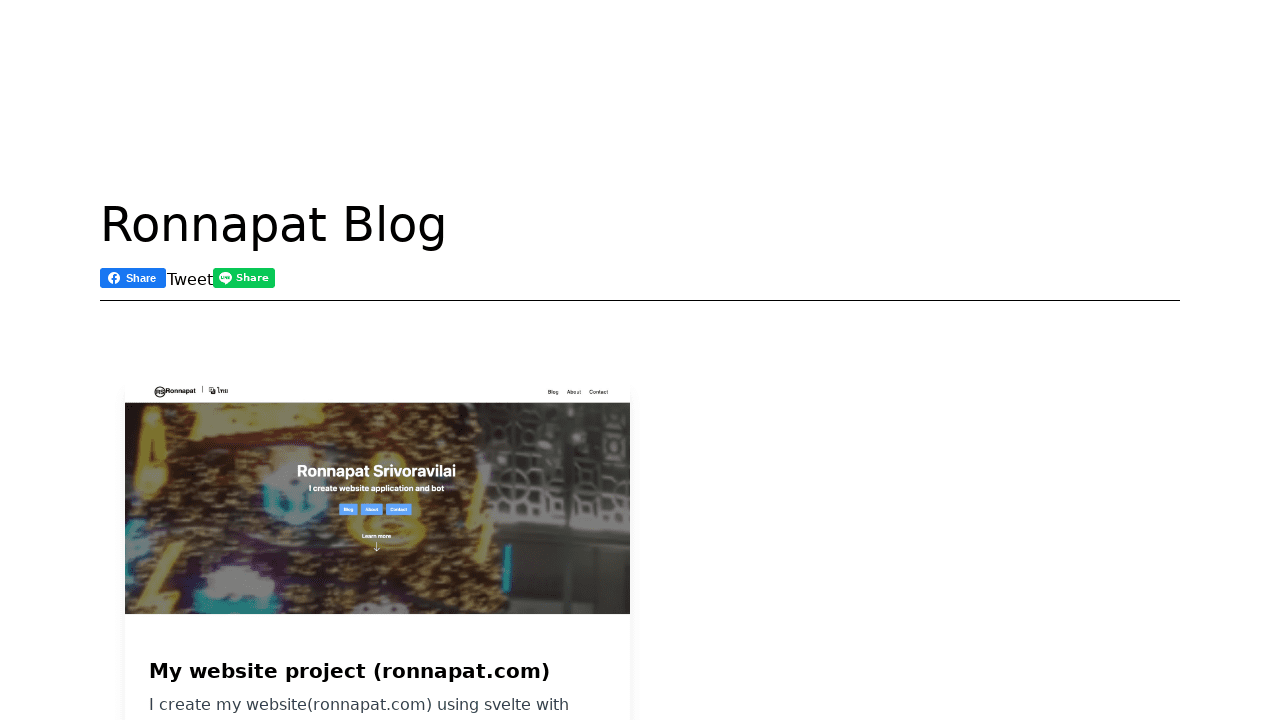 Ronnapat Blog
Share Tweet Share
Ronnapat | ไทย Blog About Contact
Ronnapat Srivoravilai
I create website application and bot
Blog About Contact
Learn more
My website project (ronnapat.com)
I create my website(ronnapat.com) using svelte with